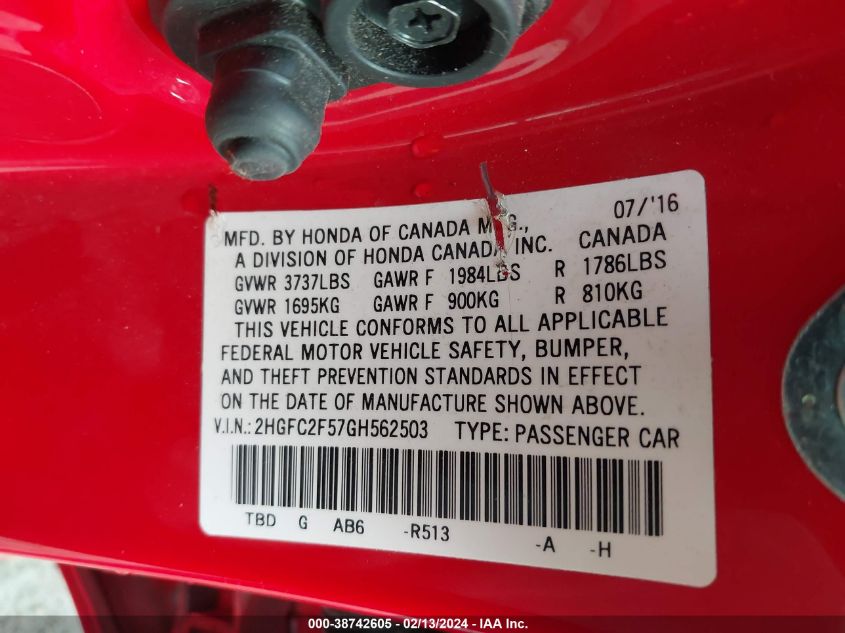 07/'16
MFD. BY HONDA OF CANADA MFG., CANADA
A DIVISION OF HONDA CANADA INC.
GVWR 3737LBS GAWR F 1984LBS R 1786LBS
GVWR 1695KG GAWR F 900KG R 810KG
THIS VEHICLE CONFORMS TO ALL APPLICABLE
FEDERAL MOTOR VEHICLE SAFETY, BUMPER,
AND THEFT PREVENTION STANDARDS IN EFFECT
ON THE DATE OF MANUFACTURE SHOWN ABOVE.
V.I.N.: 2HGFC2F57GH562503 TYPE: PASSENGER CAR
TBD G AB6 -R513 -A -H
000-38742605 - 02/13/2024 - IAA Inc.